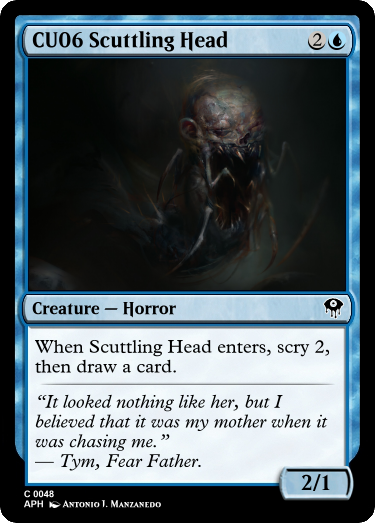 CU06 Scuttling Head 2
Creature — Horror
When Scuttling Head enters, scry 2,
then draw a card.
“It looked nothing like her, but I
believed that it was my mother when it
was chasing me.”
— Tym, Fear Father.
2/1
C 0048
APH Antonio J. Manzanedo